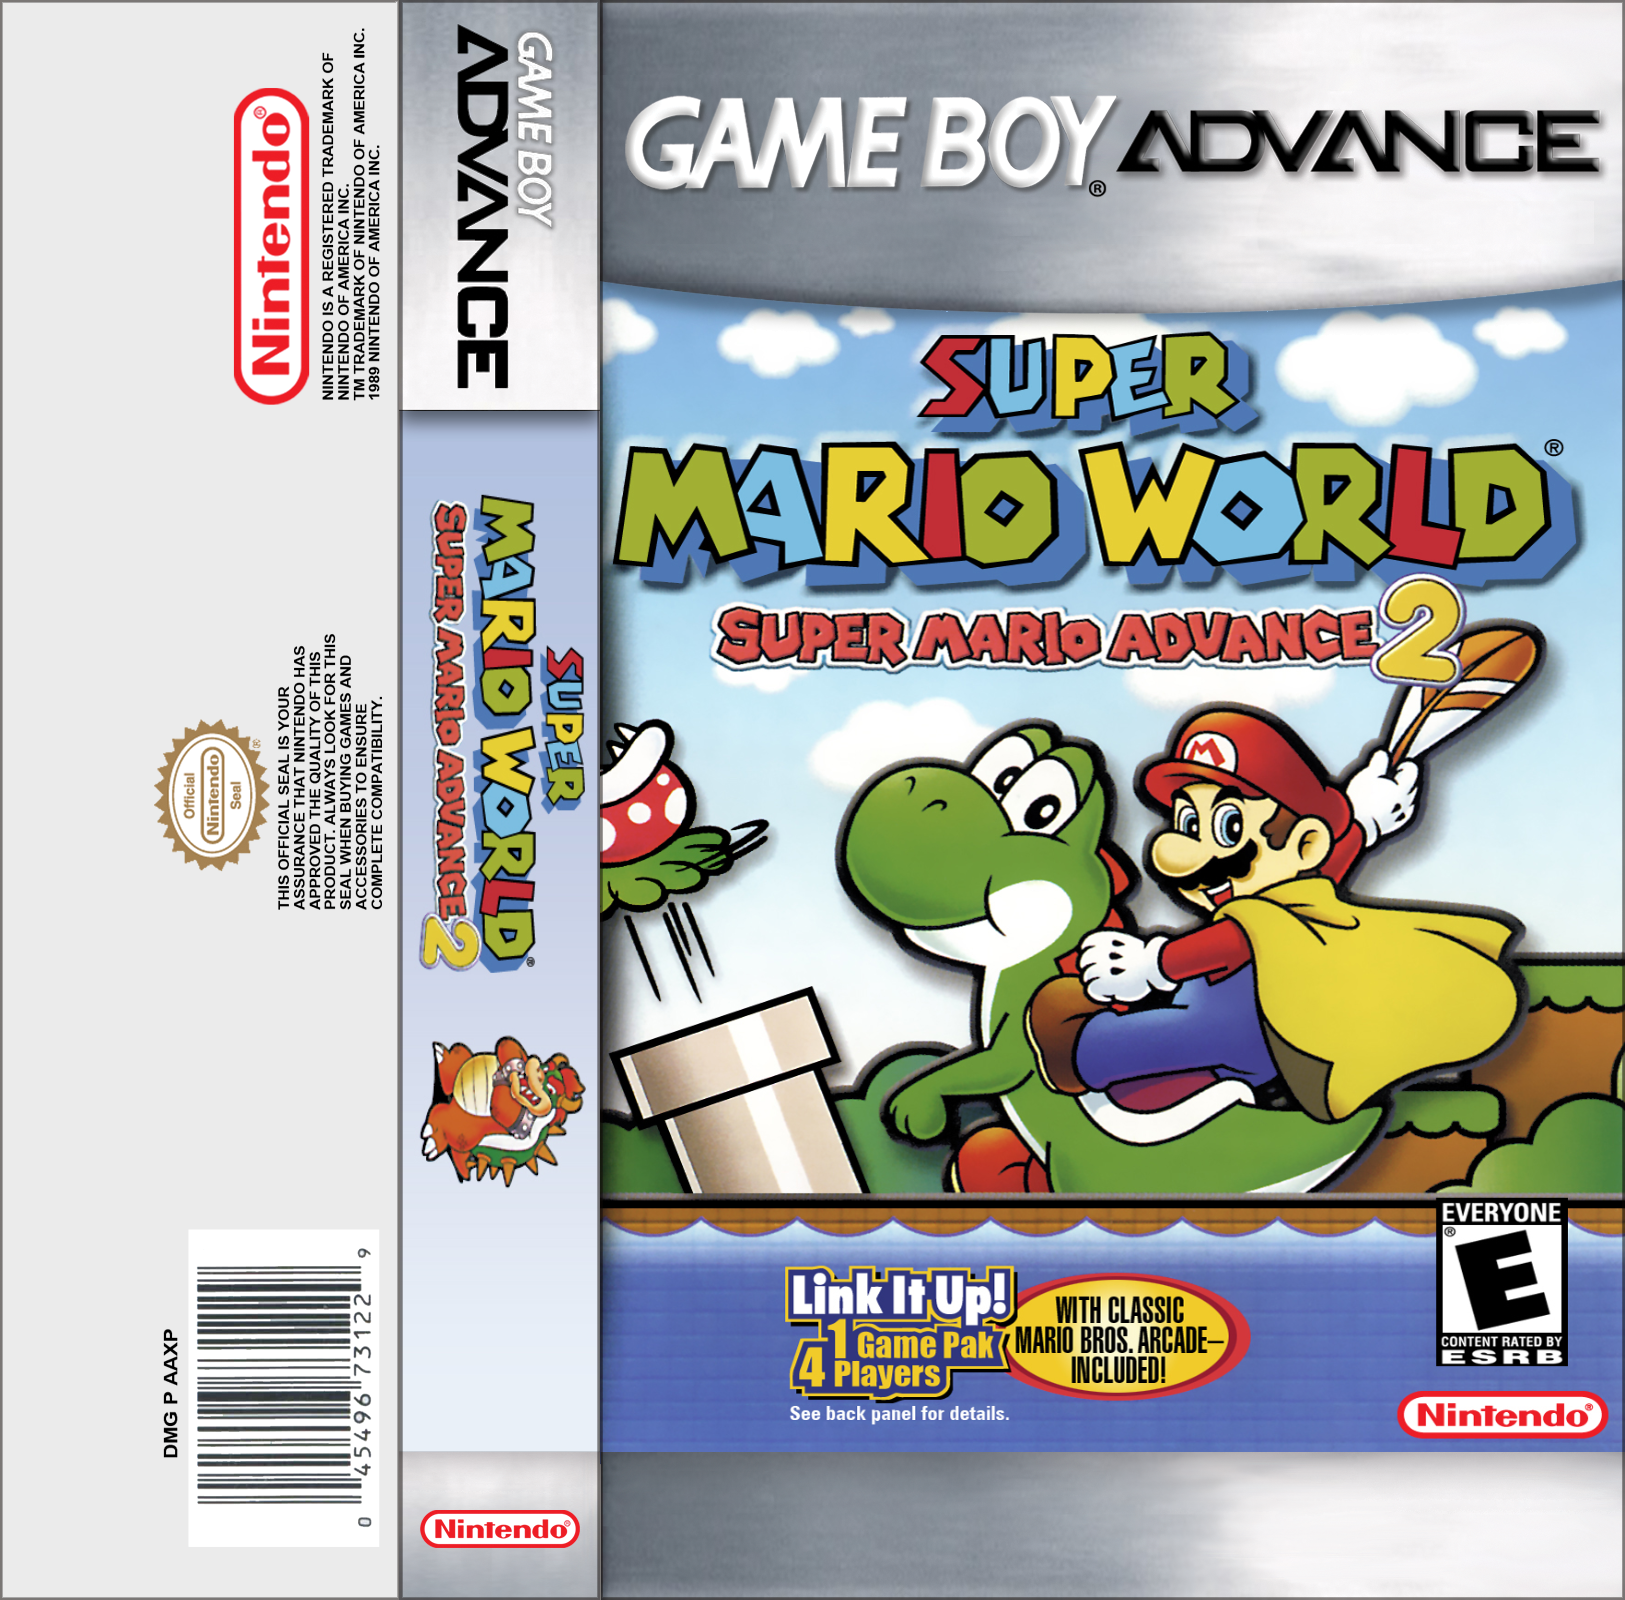 Nintendo®
NINTENDO IS A REGISTERED TRADEMARK OF
NINTENDO OF AMERICA INC.
TM TRADEMARK OF NINTENDO OF AMERICA INC.
1989 NINTENDO OF AMERICA INC.
Official
Nintendo
Seal
®
THIS OFFICIAL SEAL IS YOUR
ASSURANCE THAT NINTENDO HAS
APPROVED THE QUALITY OF THIS
PRODUCT. ALWAYS LOOK FOR THIS
SEAL WHEN BUYING GAMES AND
ACCESSORIES TO ENSURE
COMPLETE COMPATIBILITY.
DMG P AAXP
0 45496 73122 9
GAME BOY
ADVANCE
SUPER
MARIO WORLD®
SUPER MARIO ADVANCE 2
Nintendo®
GAME BOY® ADVANCE
SUPER
MARIO WORLD®
SUPER MARIO ADVANCE 2
M
Link It Up!
1 Game Pak
4 Players
See back panel for details.
WITH CLASSIC
MARIO BROS. ARCADE–
INCLUDED!
EVERYONE
E®
CONTENT RATED BY
ESRB
Nintendo®